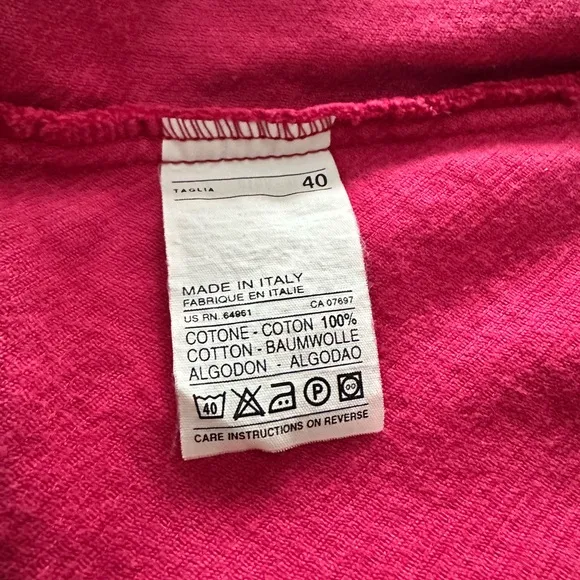 TAGLIA 40
MADE IN ITALY
FABRIQUE EN ITALIE
US RN. 64961 CA 07697
COTONE - COTON 100%
COTTON - BAUMWOLLE
ALGODON - ALGODAO
40 P
CARE INSTRUCTIONS ON REVERSE